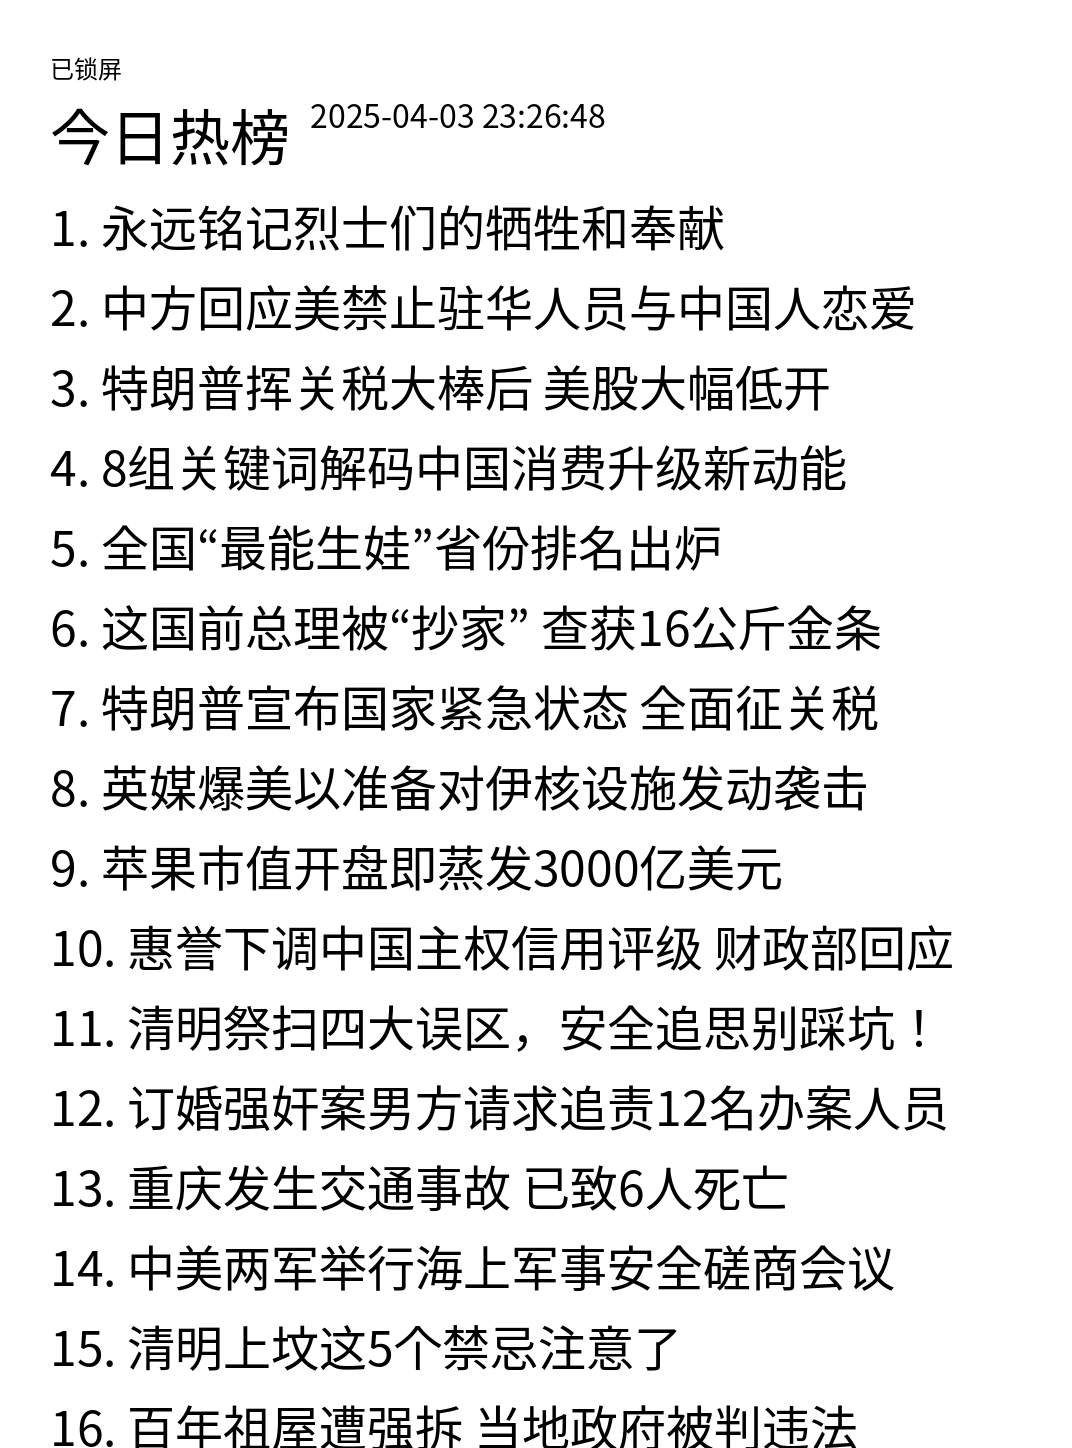 已锁屏
今日热榜 2025-04-03 23:26:48
1. 永远铭记烈士们的牺牲和奉献
2. 中方回应美禁止驻华人员与中国人恋爱
3. 特朗普挥关税大棒后 美股大幅低开
4. 8组关键词解码中国消费升级新动能
5. 全国“最能生娃”省份排名出炉
6. 这国前总理被“抄家” 查获16公斤金条
7. 特朗普宣布国家紧急状态 全面征关税
8. 英媒爆美以准备对伊核设施发动袭击
9. 苹果市值开盘即蒸发3000亿美元
10. 惠誉下调中国主权信用评级 财政部回应
11. 清明祭扫四大误区，安全追思别踩坑！
12. 订婚强奸案男方请求追责12名办案人员
13. 重庆发生交通事故 已致6人死亡
14. 中美两军举行海上军事安全磋商会议
15. 清明上坟这5个禁忌注意了
16. 百年祖屋遭强拆 当地政府被判违法